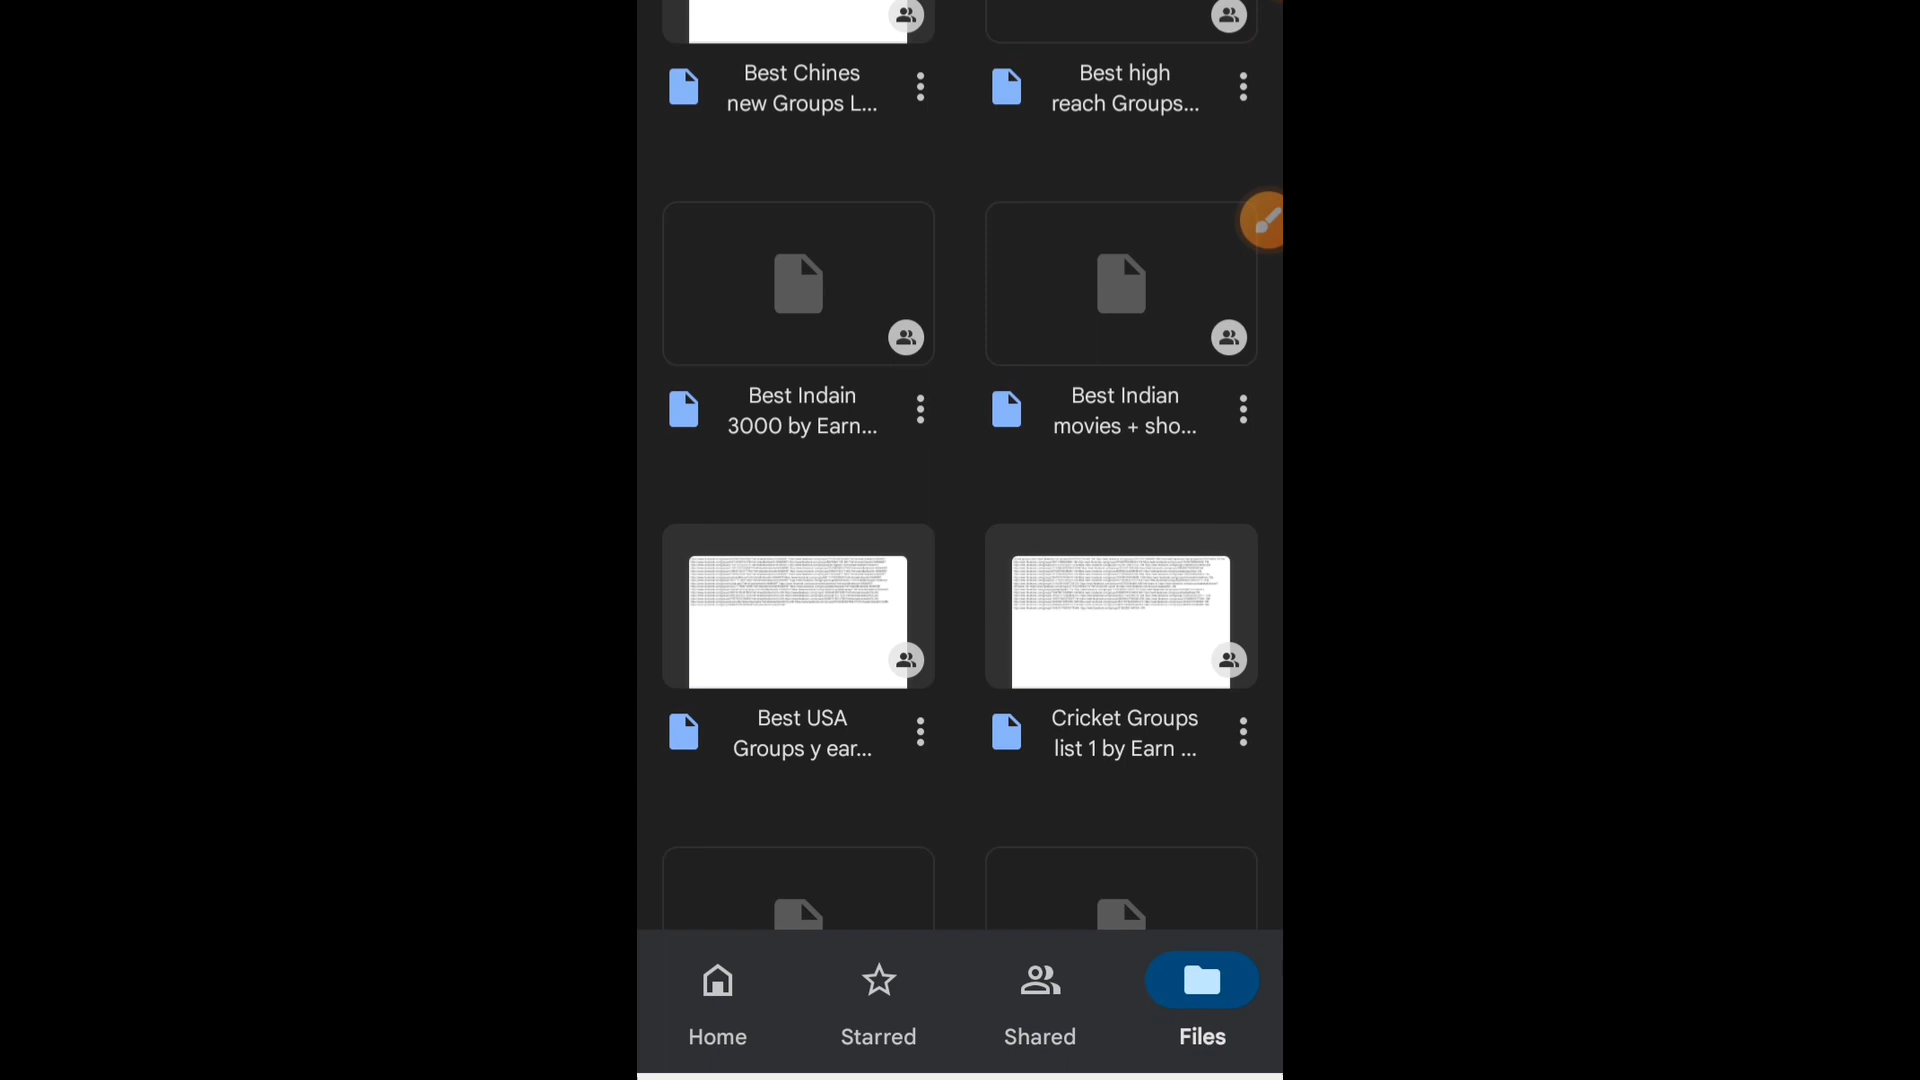 Best Chines
new Groups L...
Best high
reach Groups...
Best Indain
3000 by Earn...
Best Indian
movies + sho...
Best USA
Groups y ear...
Cricket Groups
list 1 by Earn ...
Home
Starred
Shared
Files